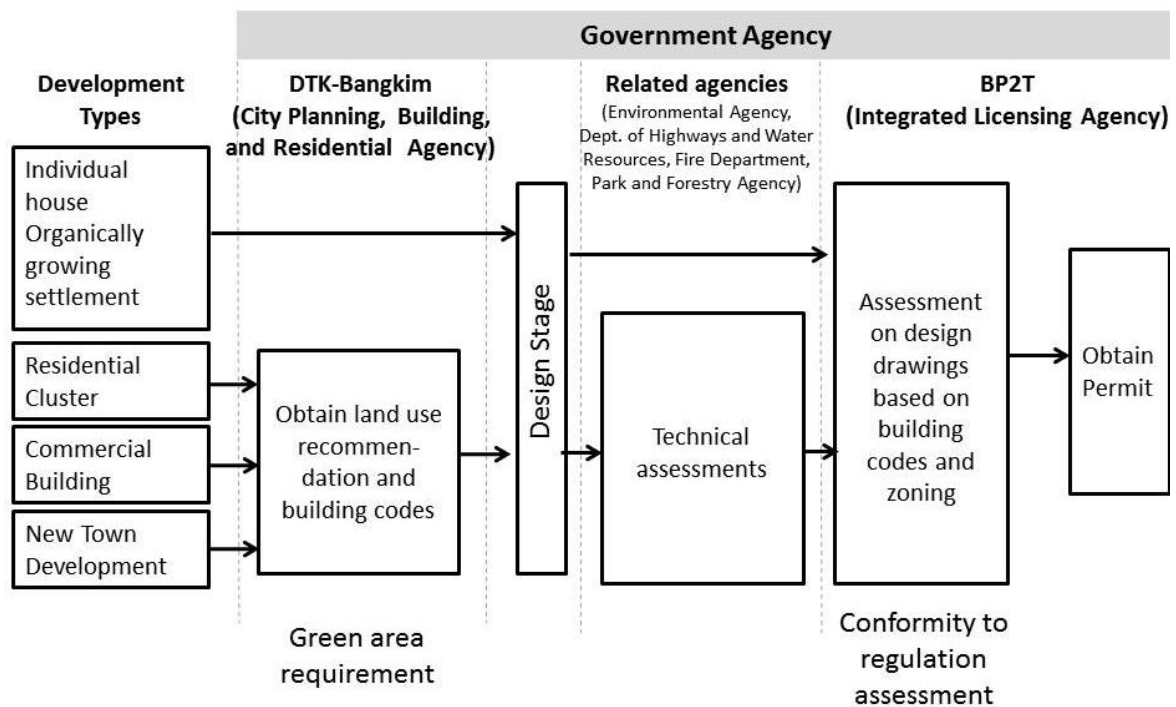 Government Agency
Development
Types
DTK-Bangkim
(City Planning, Building,
and Residential Agency)
Related agencies
(Environmental Agency,
Dept. of Highways and Water
Resources, Fire Department,
Park and Forestry Agency)
BP2T
(Integrated Licensing Agency)
Individual
house
Organically
growing
settlement
Residential
Cluster
Commercial
Building
New Town
Development
Obtain land use
recommen-
dation and
building codes
Design Stage
Technical
assessments
Assessment
on design
drawings
based on
building
codes and
zoning
Obtain
Permit
Green area
requirement
Conformity to
regulation
assessment